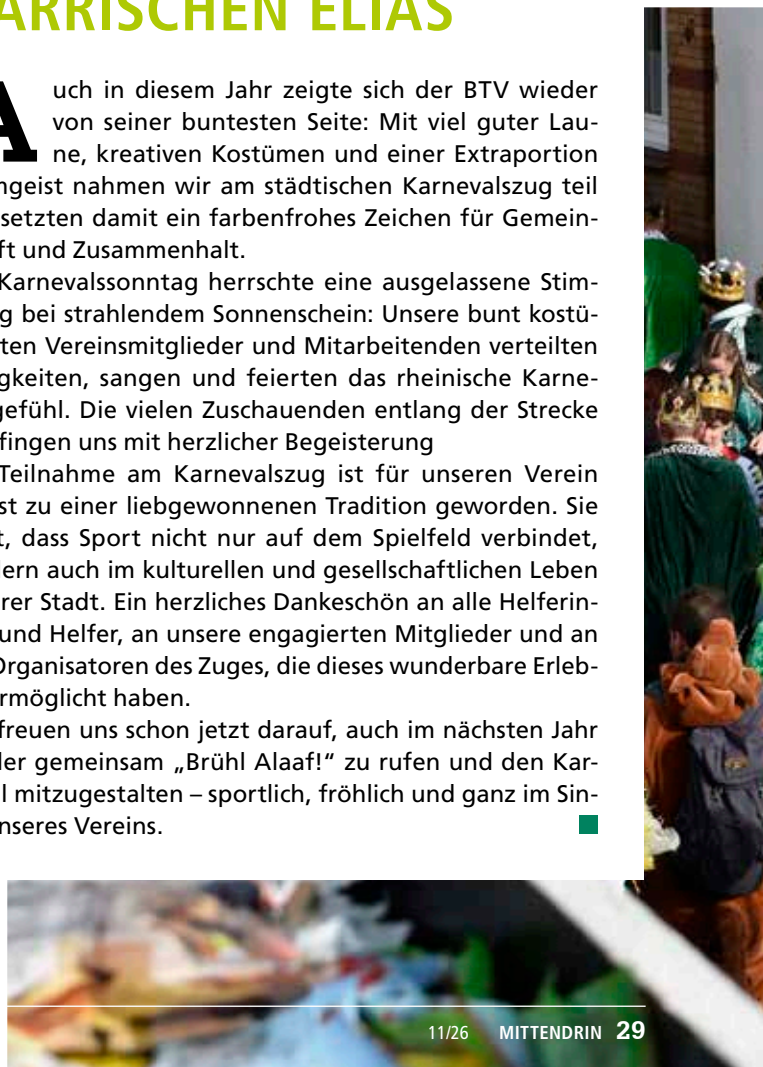 ARRISCHEN ELIAS
A uch in diesem Jahr zeigte sich der BTV wieder
von seiner buntesten Seite: Mit viel guter Lau-
ne, kreativen Kostümen und einer Extraportion
ngeist nahmen wir am städtischen Karnevalszug teil
setzten damit ein farbenfrohes Zeichen für Gemein-
ft und Zusammenhalt.
Karnevalssonntag herrschte eine ausgelassene Stim-
g bei strahlendem Sonnenschein: Unsere bunt kostü-
ten Vereinsmitglieder und Mitarbeitenden verteilten
igkeiten, sangen und feierten das rheinische Karne-
gefühl. Die vielen Zuschauenden entlang der Strecke
fingen uns mit herzlicher Begeisterung
Teilnahme am Karnevalszug ist für unseren Verein
st zu einer liebgewonnenen Tradition geworden. Sie
t, dass Sport nicht nur auf dem Spielfeld verbindet,
dern auch im kulturellen und gesellschaftlichen Leben
rer Stadt. Ein herzliches Dankeschön an alle Helferin-
und Helfer, an unsere engagierten Mitglieder und an
Organisatoren des Zuges, die dieses wunderbare Erleb-
rmöglicht haben.
freuen uns schon jetzt darauf, auch im nächsten Jahr
der gemeinsam „Brühl Alaaf!“ zu rufen und den Kar-
l mitzugestalten – sportlich, fröhlich und ganz im Sin-
nseres Vereins.
11/26 MITTENDRIN 29